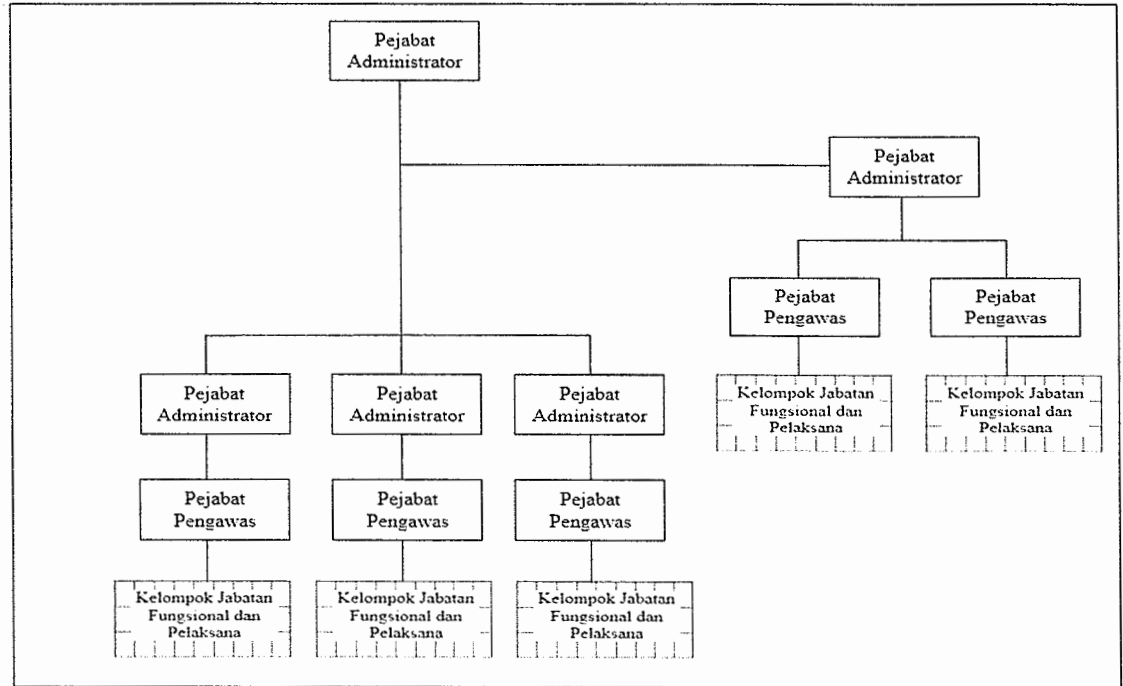 Pejabat
Administrator
Pejabat
Administrator
Pejabat
Pengawas
Pejabat
Pengawas
Kelompok Jabatan
Fungsional dan
Pelaksana
Kelompok Jabatan
Fungsional dan
Pelaksana
Pejabat
Administrator
Pejabat
Administrator
Pejabat
Administrator
Pejabat
Pengawas
Pejabat
Pengawas
Pejabat
Pengawas
Kelompok Jabatan
Fungsional dan
Pelaksana
Kelompok Jabatan
Fungsional dan
Pelaksana
Kelompok Jabatan
Fungsional dan
Pelaksana